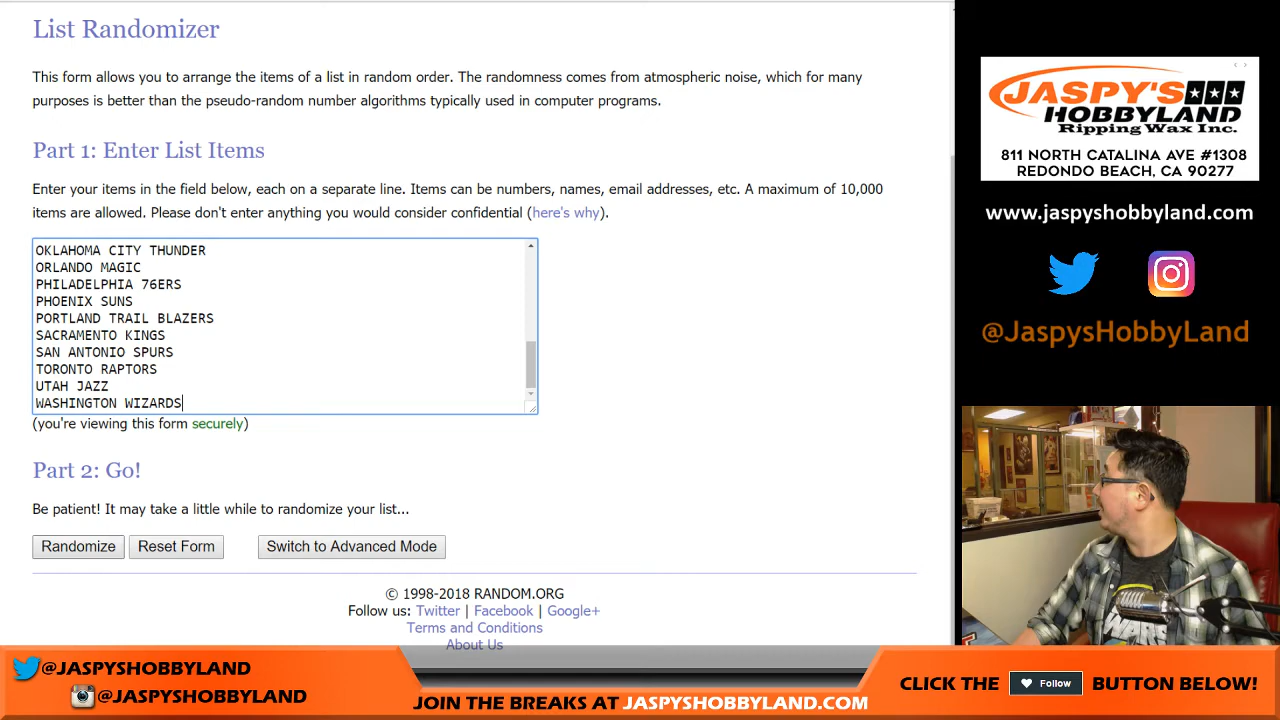 List Randomizer
This form allows you to arrange the items of a list in random order. The randomness comes from atmospheric noise, which for many
purposes is better than the pseudo-random number algorithms typically used in computer programs.
Part 1: Enter List Items
Enter your items in the field below, each on a separate line. Items can be numbers, names, email addresses, etc. A maximum of 10,000
items are allowed. Please don't enter anything you would consider confidential (here's why).
OKLAHOMA CITY THUNDER
ORLANDO MAGIC
PHILADELPHIA 76ERS
PHOENIX SUNS
PORTLAND TRAIL BLAZERS
SACRAMENTO KINGS
SAN ANTONIO SPURS
TORONTO RAPTORS
UTAH JAZZ
WASHINGTON WIZARDS
(you're viewing this form securely)
Part 2: Go!
Be patient! It may take a little while to randomize your list...
Randomize Reset Form Switch to Advanced Mode
© 1998-2018 RANDOM.ORG
Follow us: Twitter | Facebook | Google+
Terms and Conditions
About Us
JASPY'S
HOBBYLAND
Ripping Wax Inc.
811 NORTH CATALINA AVE #1308
REDONDO BEACH, CA 90277
www.jaspyshobbyland.com
@JaspysHobbyLand
WARS
@JASPYSHOBBYLAND
@JASPYSHOBBYLAND
JOIN THE BREAKS AT JASPYSHOBBYLAND.COM
CLICK THE Follow BUTTON BELOW!